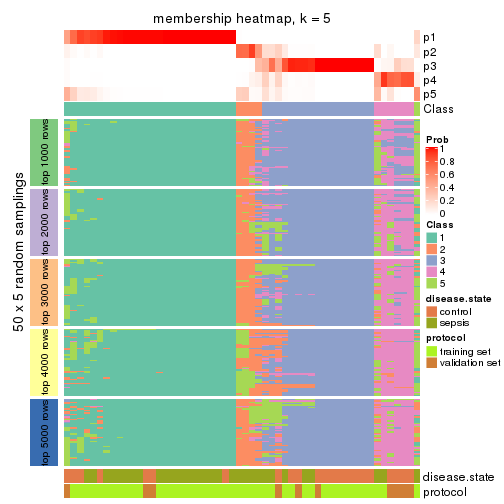 membership heatmap, k = 5
p1
p2
p3
p4
p5
Class
50 x 5 random samplings
top 1000 rows
top 2000 rows
top 3000 rows
top 4000 rows
top 5000 rows
Prob
1
0.8
0.6
0.4
0.2
0
Class
1
2
3
4
5
disease.state
control
sepsis
protocol
training set
validation set
disease.state
protocol